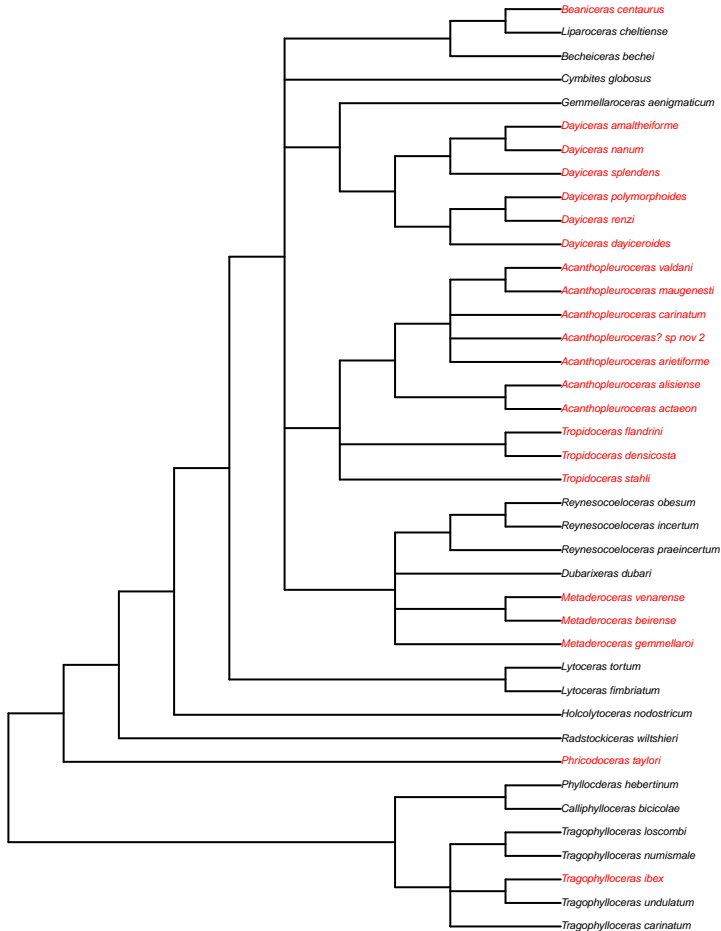 Beaniceras centaurus
Liparoceras cheltiense
Becheiceras bechei
Cymbites globosus
Gemmellaroceras aenigmaticum
Dayiceras amaltheiforme
Dayiceras nanum
Dayiceras splendens
Dayiceras polymorphoides
Dayiceras renzi
Dayiceras dayiceroides
Acanthopleuroceras valdani
Acanthopleuroceras maugenesti
Acanthopleuroceras carinatum
Acanthopleuroceras? sp nov 2
Acanthopleuroceras arietiforme
Acanthopleuroceras alisiense
Acanthopleuroceras actaeon
Tropidoceras flandrini
Tropidoceras densicosta
Tropidoceras stahli
Reynesocoeloceras obesum
Reynesocoeloceras incertum
Reynesocoeloceras praeincertum
Dubarixeras dubari
Metaderoceras venarense
Metaderoceras beirense
Metaderoceras gemmellaroi
Lytoceras tortum
Lytoceras fimbriatum
Holcolytoceras nodostricum
Radstockiceras wiltshieri
Phricodoceras taylori
Phyllocderas hebertinum
Calliphylloceras bicicolae
Tragophylloceras loscombi
Tragophylloceras numismale
Tragophylloceras ibex
Tragophylloceras undulatum
Tragophylloceras carinatum